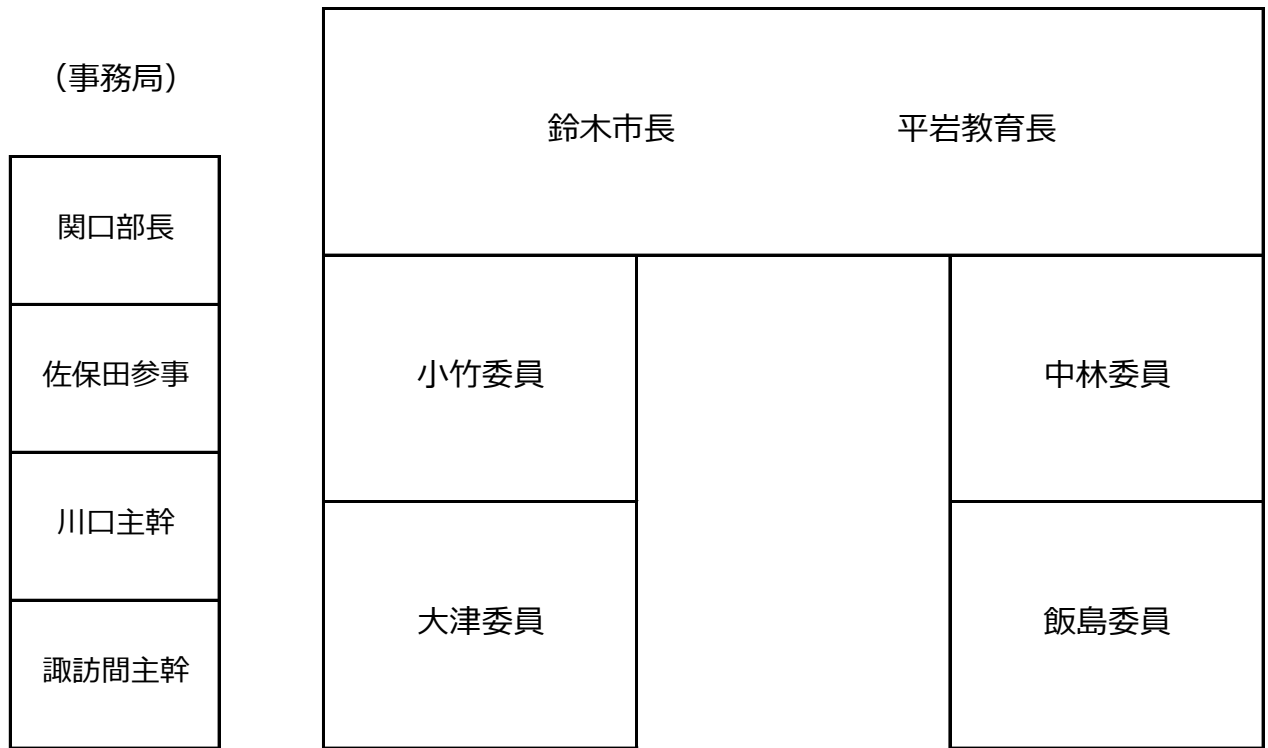 （事務局）
鈴木市長
平岩教育長
関口部長
佐保田参事
川口主幹
諏訪間主幹
小竹委員
中林委員
大津委員
飯島委員